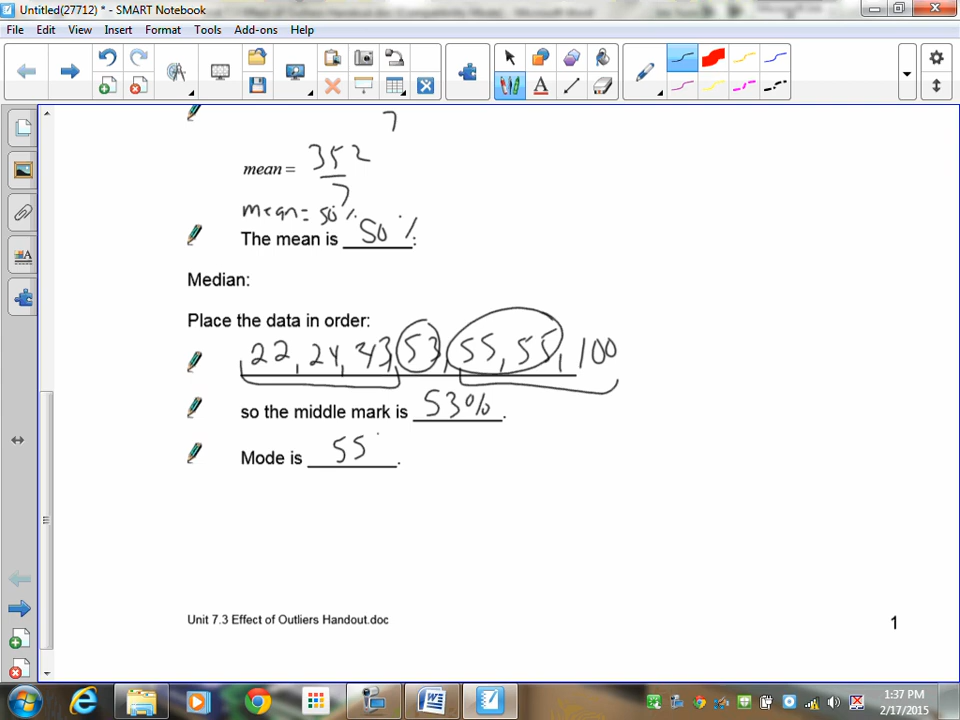 Untitled(27712) * - SMART Notebook
File Edit View Insert Format Tools Add-ons Help
7
mean = 352
7
mean = 50%
The mean is 50%.
Median:
Place the data in order:
22, 24, 43, 53, 55, 55, 100
so the middle mark is 53%.
Mode is 55.
Unit 7.3 Effect of Outliers Handout.doc
1
1:37 PM
2/17/2015